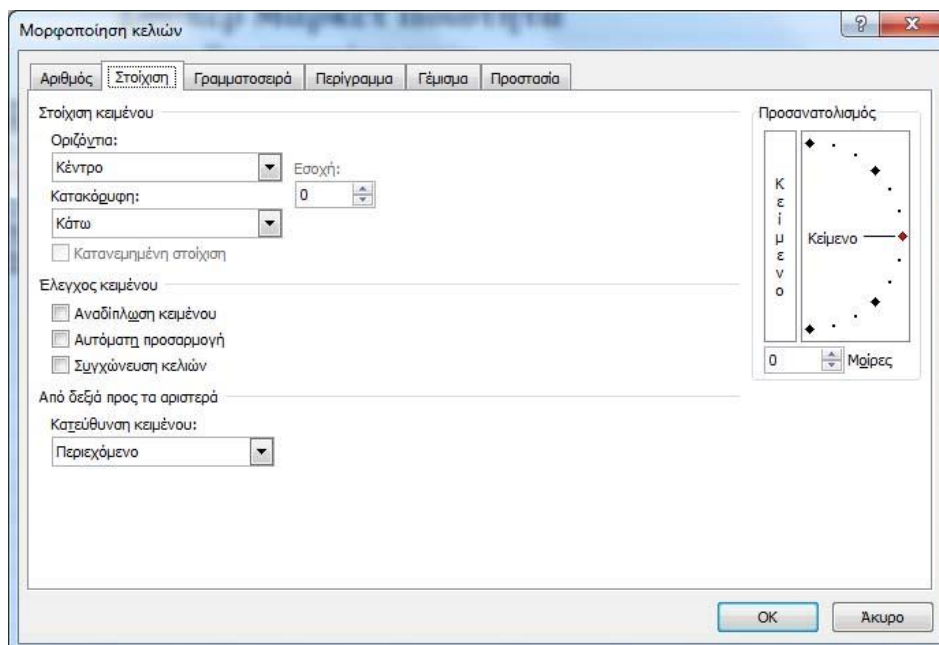 Μορφοποίηση κελιών
Αριθμός Στοίχιση Γραμματοσειρά Περίγραμμα Γέμισμα Προστασία
Στοίχιση κειμένου
Οριζόντια:
Κέντρο
Εσοχή:
0
Κατακόρυφη:
Κάτω
Κατανεμημένη στοίχιση
Έλεγχος κειμένου
Αναδίπλωση κειμένου
Αυτόματη προσαρμογή
Συγχώνευση κελιών
Από δεξιά προς τα αριστερά
Κατεύθυνση κειμένου:
Περιεχόμενο
Προσανατολισμός
Κείμενο
Κείμενο
0 Μοίρες
OK Άκυρο